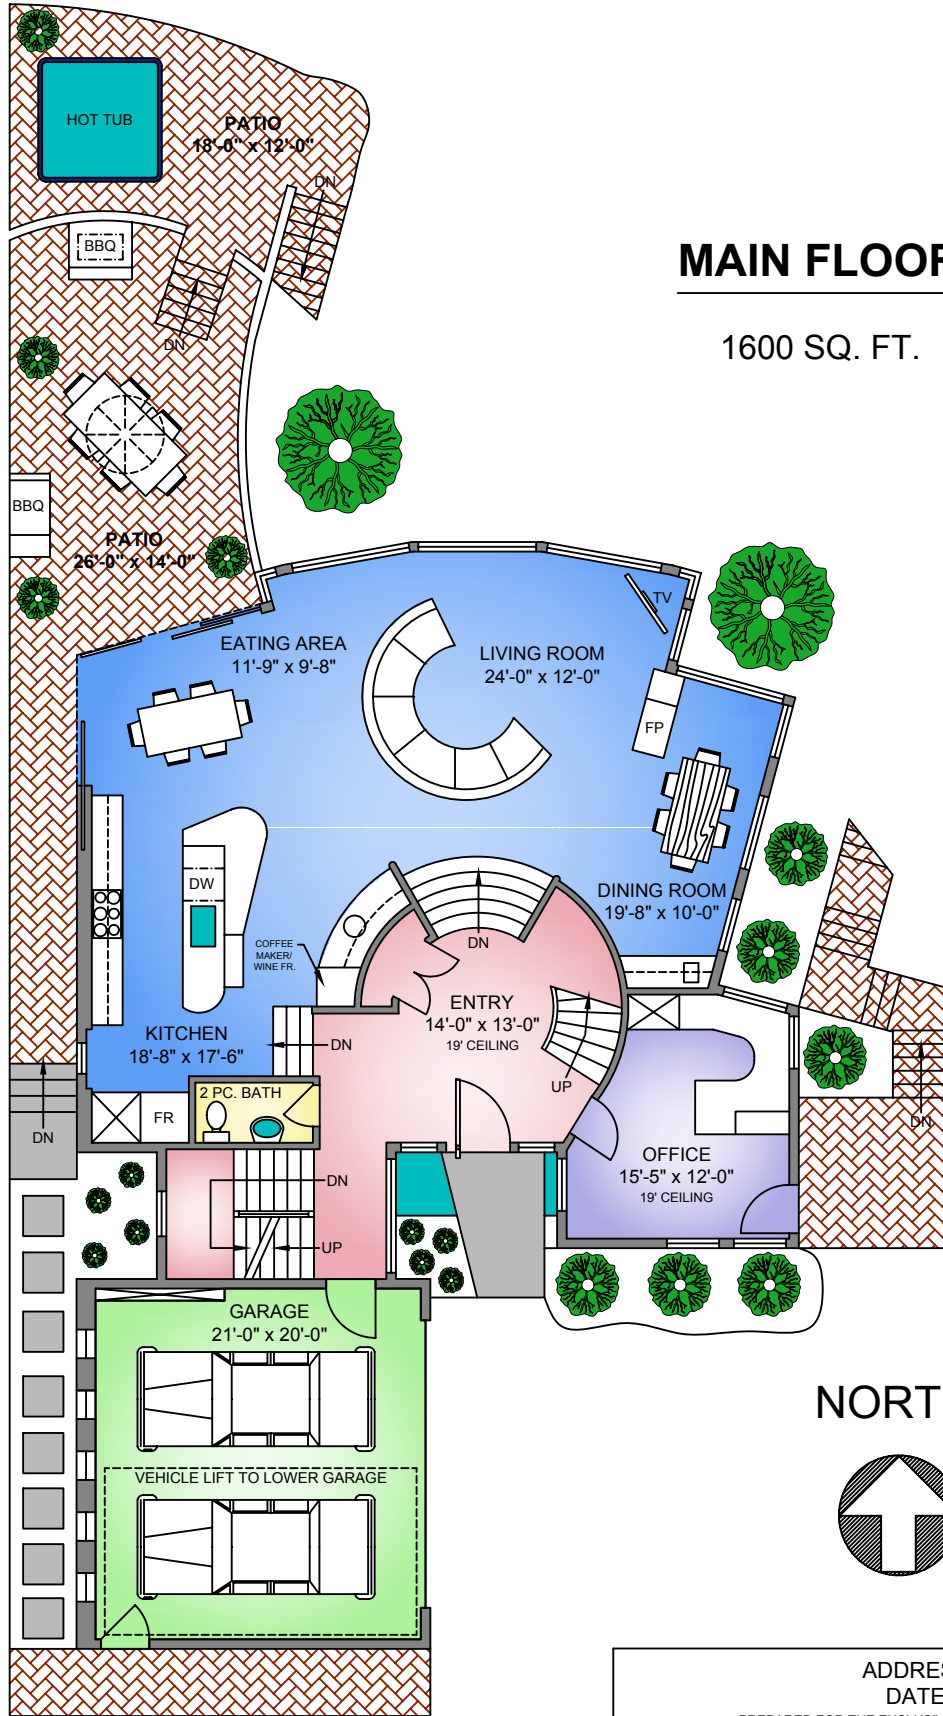 HOT TUB
PATIO
18'-0" x 12'-0"
DN
BBQ
DN
MAIN FLOOR
1600 SQ. FT.
BBQ
PATIO
26'-0" x 14'-0"
TV
EATING AREA
11'-9" x 9'-8"
LIVING ROOM
24'-0" x 12'-0"
FP
DW
DINING ROOM
19'-8" x 10'-0"
DN
COFFEE
MAKER/
WINE FR.
ENTRY
14'-0" x 13'-0"
19' CEILING
KITCHEN
18'-8" x 17'-6"
DN
UP
2 PC. BATH
FR
DN
DN
OFFICE
15'-5" x 12'-0"
19' CEILING
DN
UP
GARAGE
21'-0" x 20'-0"
NORT
VEHICLE LIFT TO LOWER GARAGE
ADDRES
DATE